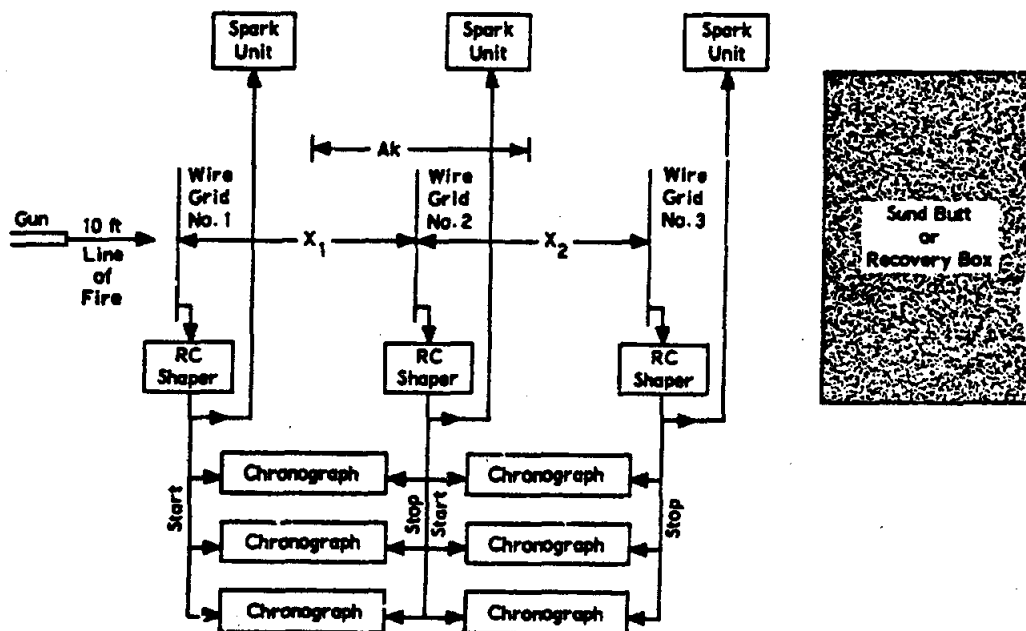 Spark
Unit
Spark
Unit
Spark
Unit
Ak
Wire
Grid
No. 1
Wire
Grid
No. 2
Wire
Grid
No. 3
Gun
10 ft
Line
of
Fire
X1
X2
Sund Butt
or
Recovery Box
RC
Shaper
RC
Shaper
RC
Shaper
Start
Chronograph
Stop
Start
Chronograph
Stop
Chronograph
Chronograph
Chronograph
Chronograph